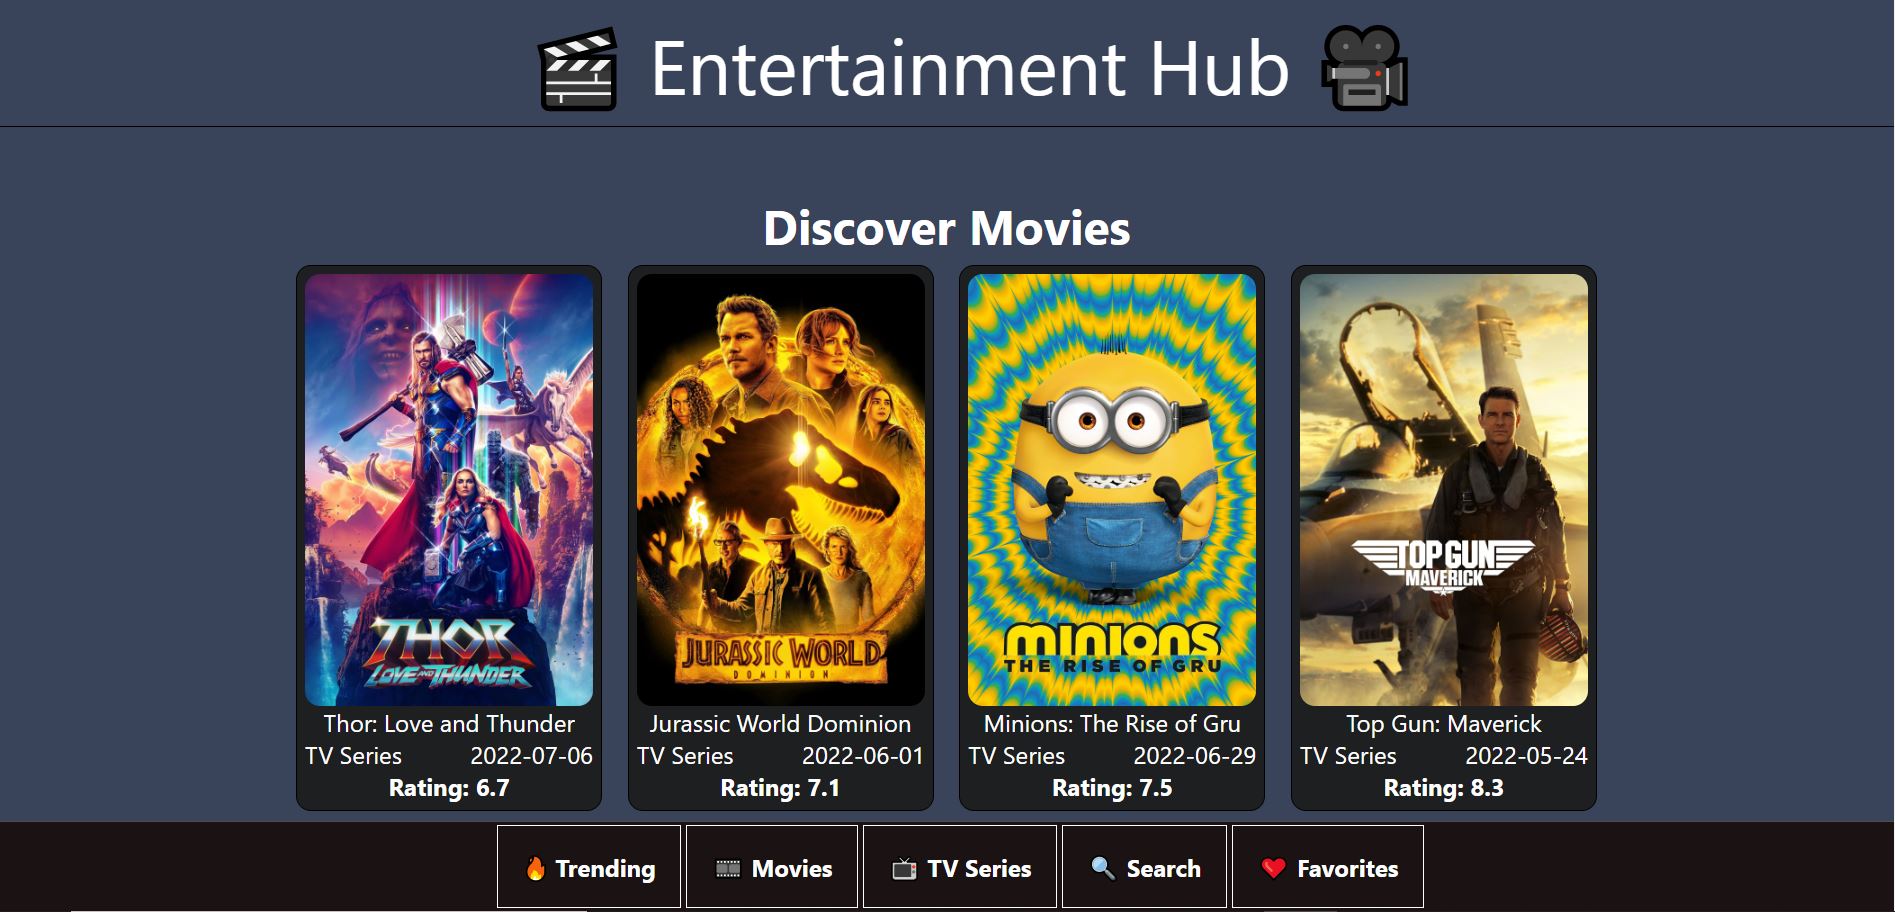 Entertainment Hub
Discover Movies
THOR
LOVE AND THUNDER
Thor: Love and Thunder
TV Series 2022-07-06
Rating: 6.7
JURASSIC WORLD
DOMINION
Jurassic World Dominion
TV Series 2022-06-01
Rating: 7.1
minions
THE RISE OF GRU
Minions: The Rise of Gru
TV Series 2022-06-29
Rating: 7.5
TOP GUN
MAVERICK
Top Gun: Maverick
TV Series 2022-05-24
Rating: 8.3
Trending Movies TV Series Search Favorites